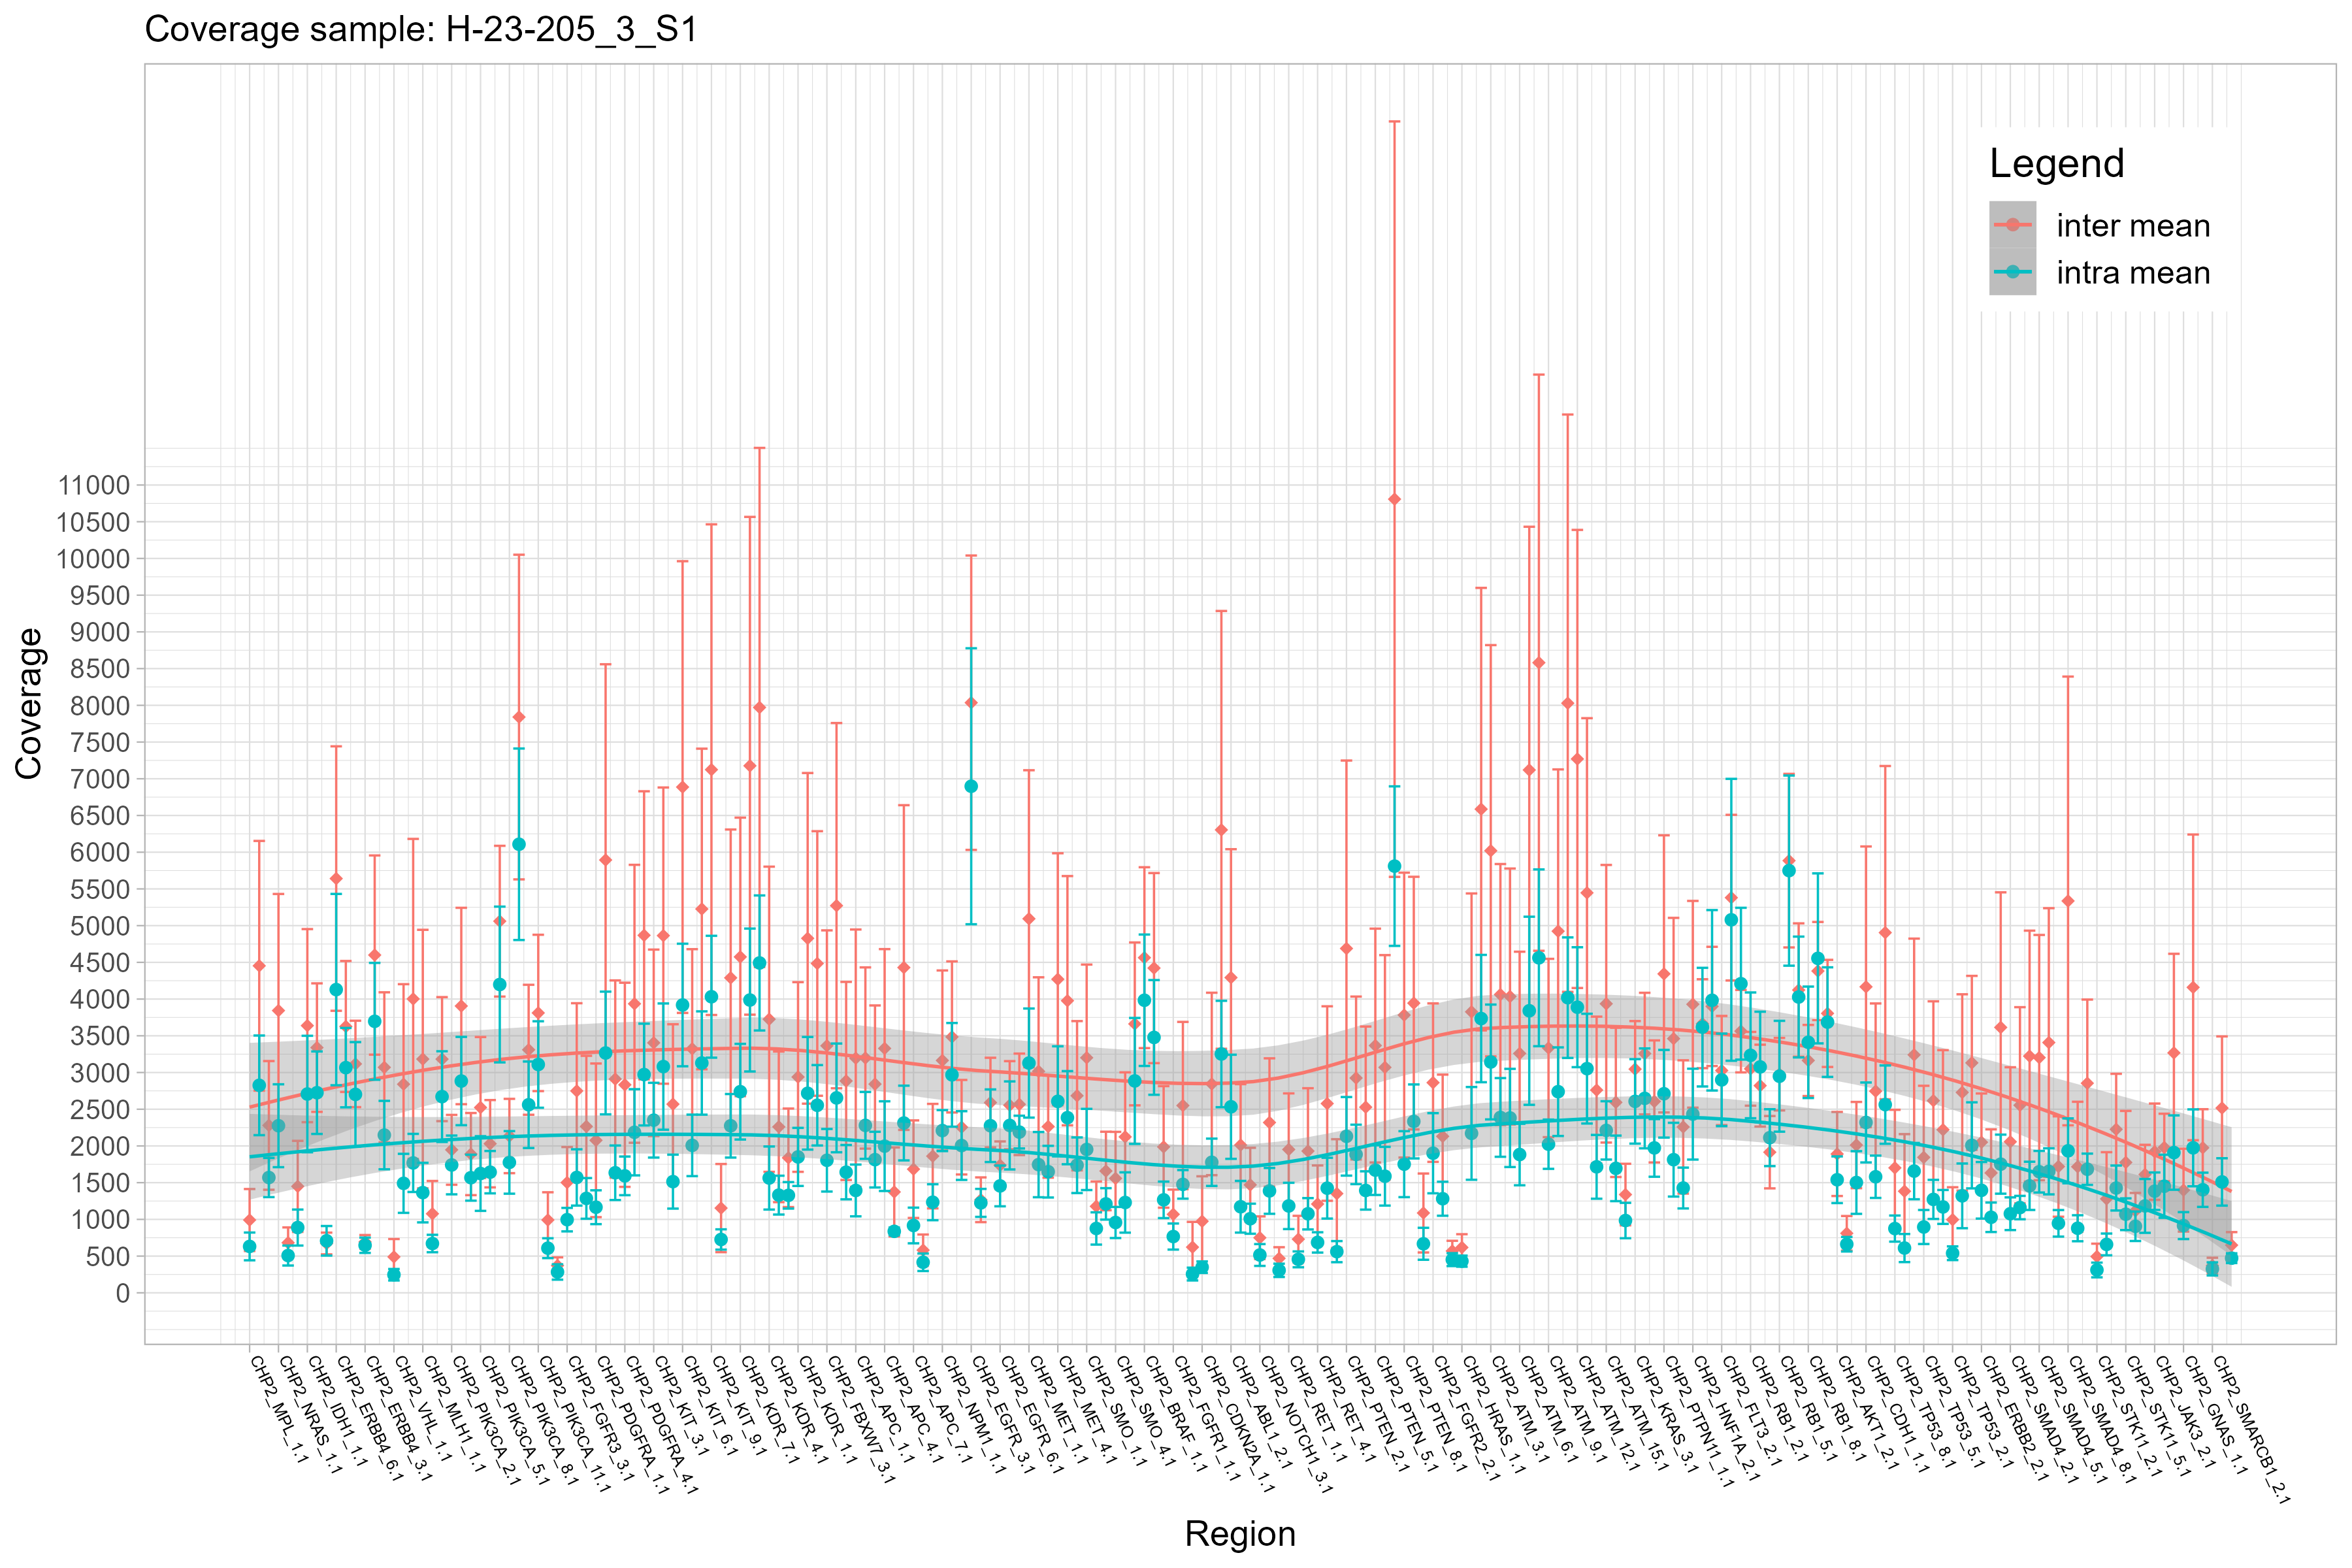 Coverage sample: H-23-205_3_S1
Legend
inter mean
intra mean
Coverage
11000
10500
10000
9500
9000
8500
8000
7500
7000
6500
6000
5500
5000
4500
4000
3500
3000
2500
2000
1500
1000
500
0
CHP2_MPL_1.1
CHP2_NRAS_1.1
CHP2_IDH1_1.1
CHP2_ERBB4_6.1
CHP2_ERBB4_3.1
CHP2_VHL_1.1
CHP2_MLH1_1.1
CHP2_PIK3CA_2.1
CHP2_PIK3CA_5.1
CHP2_PIK3CA_8.1
CHP2_PIK3CA_11.1
CHP2_FGFR3_3.1
CHP2_PDGFRA_1.1
CHP2_PDGFRA_4.1
CHP2_KIT_3.1
CHP2_KIT_6.1
CHP2_KIT_9.1
CHP2_KDR_7.1
CHP2_KDR_4.1
CHP2_KDR_1.1
CHP2_FBXW7_3.1
CHP2_APC_1.1
CHP2_APC_4.1
CHP2_APC_7.1
CHP2_NPM1_1.1
CHP2_EGFR_3.1
CHP2_EGFR_6.1
CHP2_MET_1.1
CHP2_MET_4.1
CHP2_SMO_1.1
CHP2_SMO_4.1
CHP2_BRAF_1.1
CHP2_FGFR1_1.1
CHP2_CDKN2A_1.1
CHP2_ABL1_2.1
CHP2_NOTCH1_3.1
CHP2_RET_1.1
CHP2_RET_4.1
CHP2_PTEN_2.1
CHP2_PTEN_5.1
CHP2_PTEN_8.1
CHP2_FGFR2_2.1
CHP2_HRAS_1.1
CHP2_ATM_3.1
CHP2_ATM_6.1
CHP2_ATM_9.1
CHP2_ATM_12.1
CHP2_ATM_15.1
CHP2_KRAS_3.1
CHP2_PTPN11_1.1
CHP2_HNF1A_2.1
CHP2_FLT3_2.1
CHP2_RB1_2.1
CHP2_RB1_5.1
CHP2_RB1_8.1
CHP2_AKT1_2.1
CHP2_CDH1_1.1
CHP2_TP53_8.1
CHP2_TP53_5.1
CHP2_TP53_2.1
CHP2_ERBB2_2.1
CHP2_SMAD4_2.1
CHP2_SMAD4_5.1
CHP2_SMAD4_8.1
CHP2_STK11_2.1
CHP2_STK11_5.1
CHP2_JAK3_2.1
CHP2_GNAS_1.1
CHP2_SMARCB1_2.1
Region